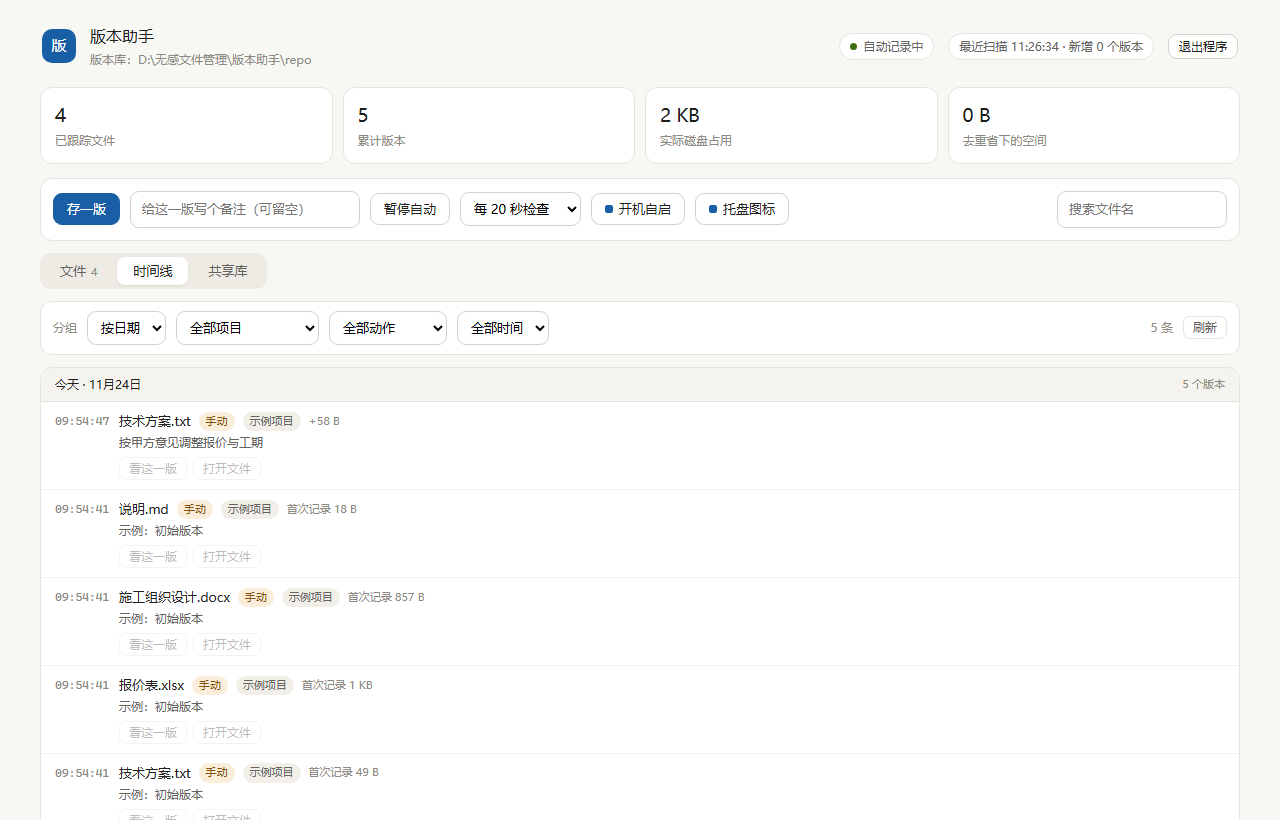 版
版本助手
版本库：D:\无感文件管理\版本助手\repo
自动记录中
最近扫描 11:26:34 · 新增 0 个版本
退出程序
4
已跟踪文件
5
累计版本
2 KB
实际磁盘占用
0 B
去重省下的空间
存一版
给这一版写个备注（可留空）
暂停自动
每 20 秒检查
开机自启
托盘图标
搜索文件名
文件 4
时间线
共享库
分组
按日期
全部项目
全部动作
全部时间
5 条
刷新
今天 · 11月24日
5 个版本
09:54:47 技术方案.txt 手动 示例项目 +58 B
按甲方意见调整报价与工期
看这一版 打开文件
09:54:41 说明.md 手动 示例项目 首次记录 18 B
示例：初始版本
看这一版 打开文件
09:54:41 施工组织设计.docx 手动 示例项目 首次记录 857 B
示例：初始版本
看这一版 打开文件
09:54:41 报价表.xlsx 手动 示例项目 首次记录 1 KB
示例：初始版本
看这一版 打开文件
09:54:41 技术方案.txt 手动 示例项目 首次记录 49 B
示例：初始版本
看这一版 打开文件